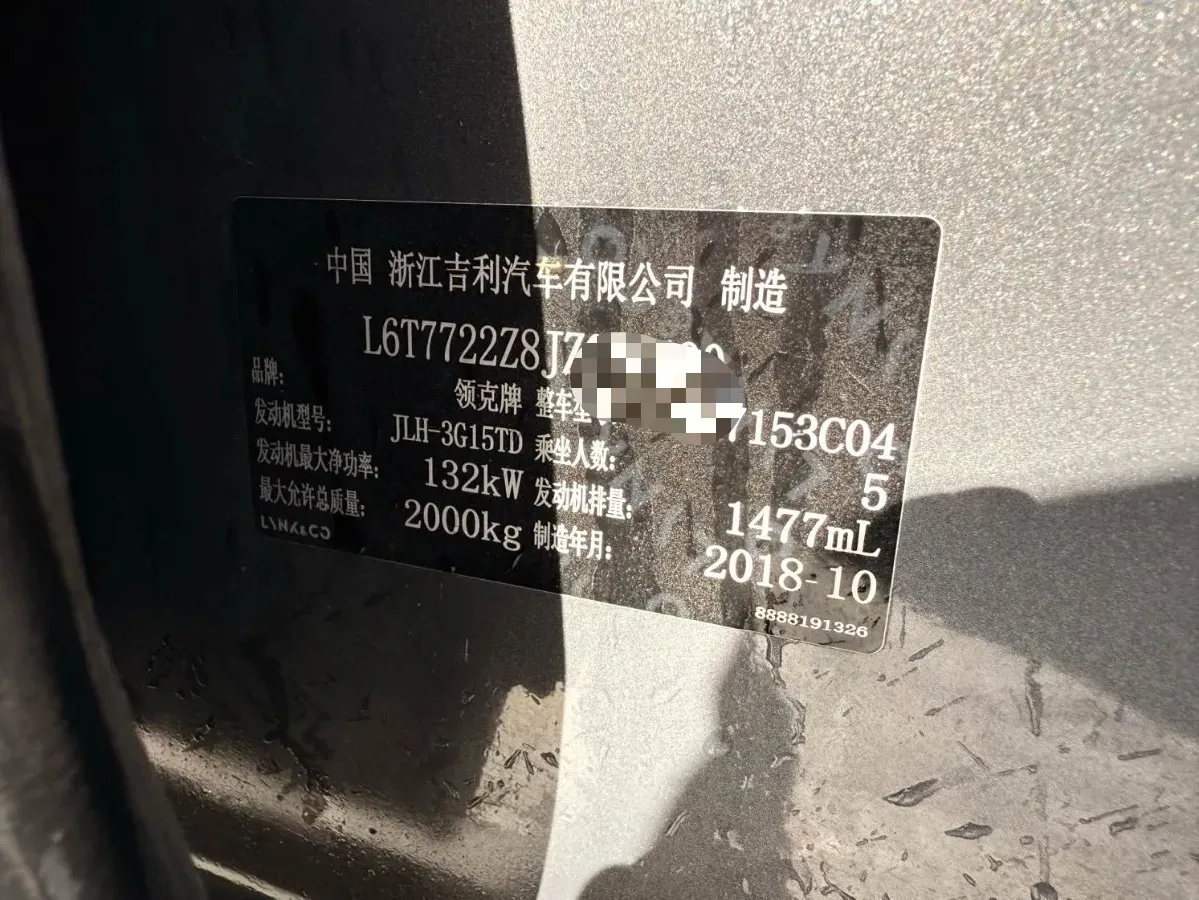 中国 浙江吉利汽车有限公司 制造
L6T7722Z8JZ
品牌: 领克牌 整车型 7153C04
发动机型号: JLH-3G15TD 乘坐人数: 5
发动机最大净功率: 132kW 发动机排量: 1477mL
最大允许总质量: 2000kg 制造年月: 2018-10
LYNK&CO
8888191326